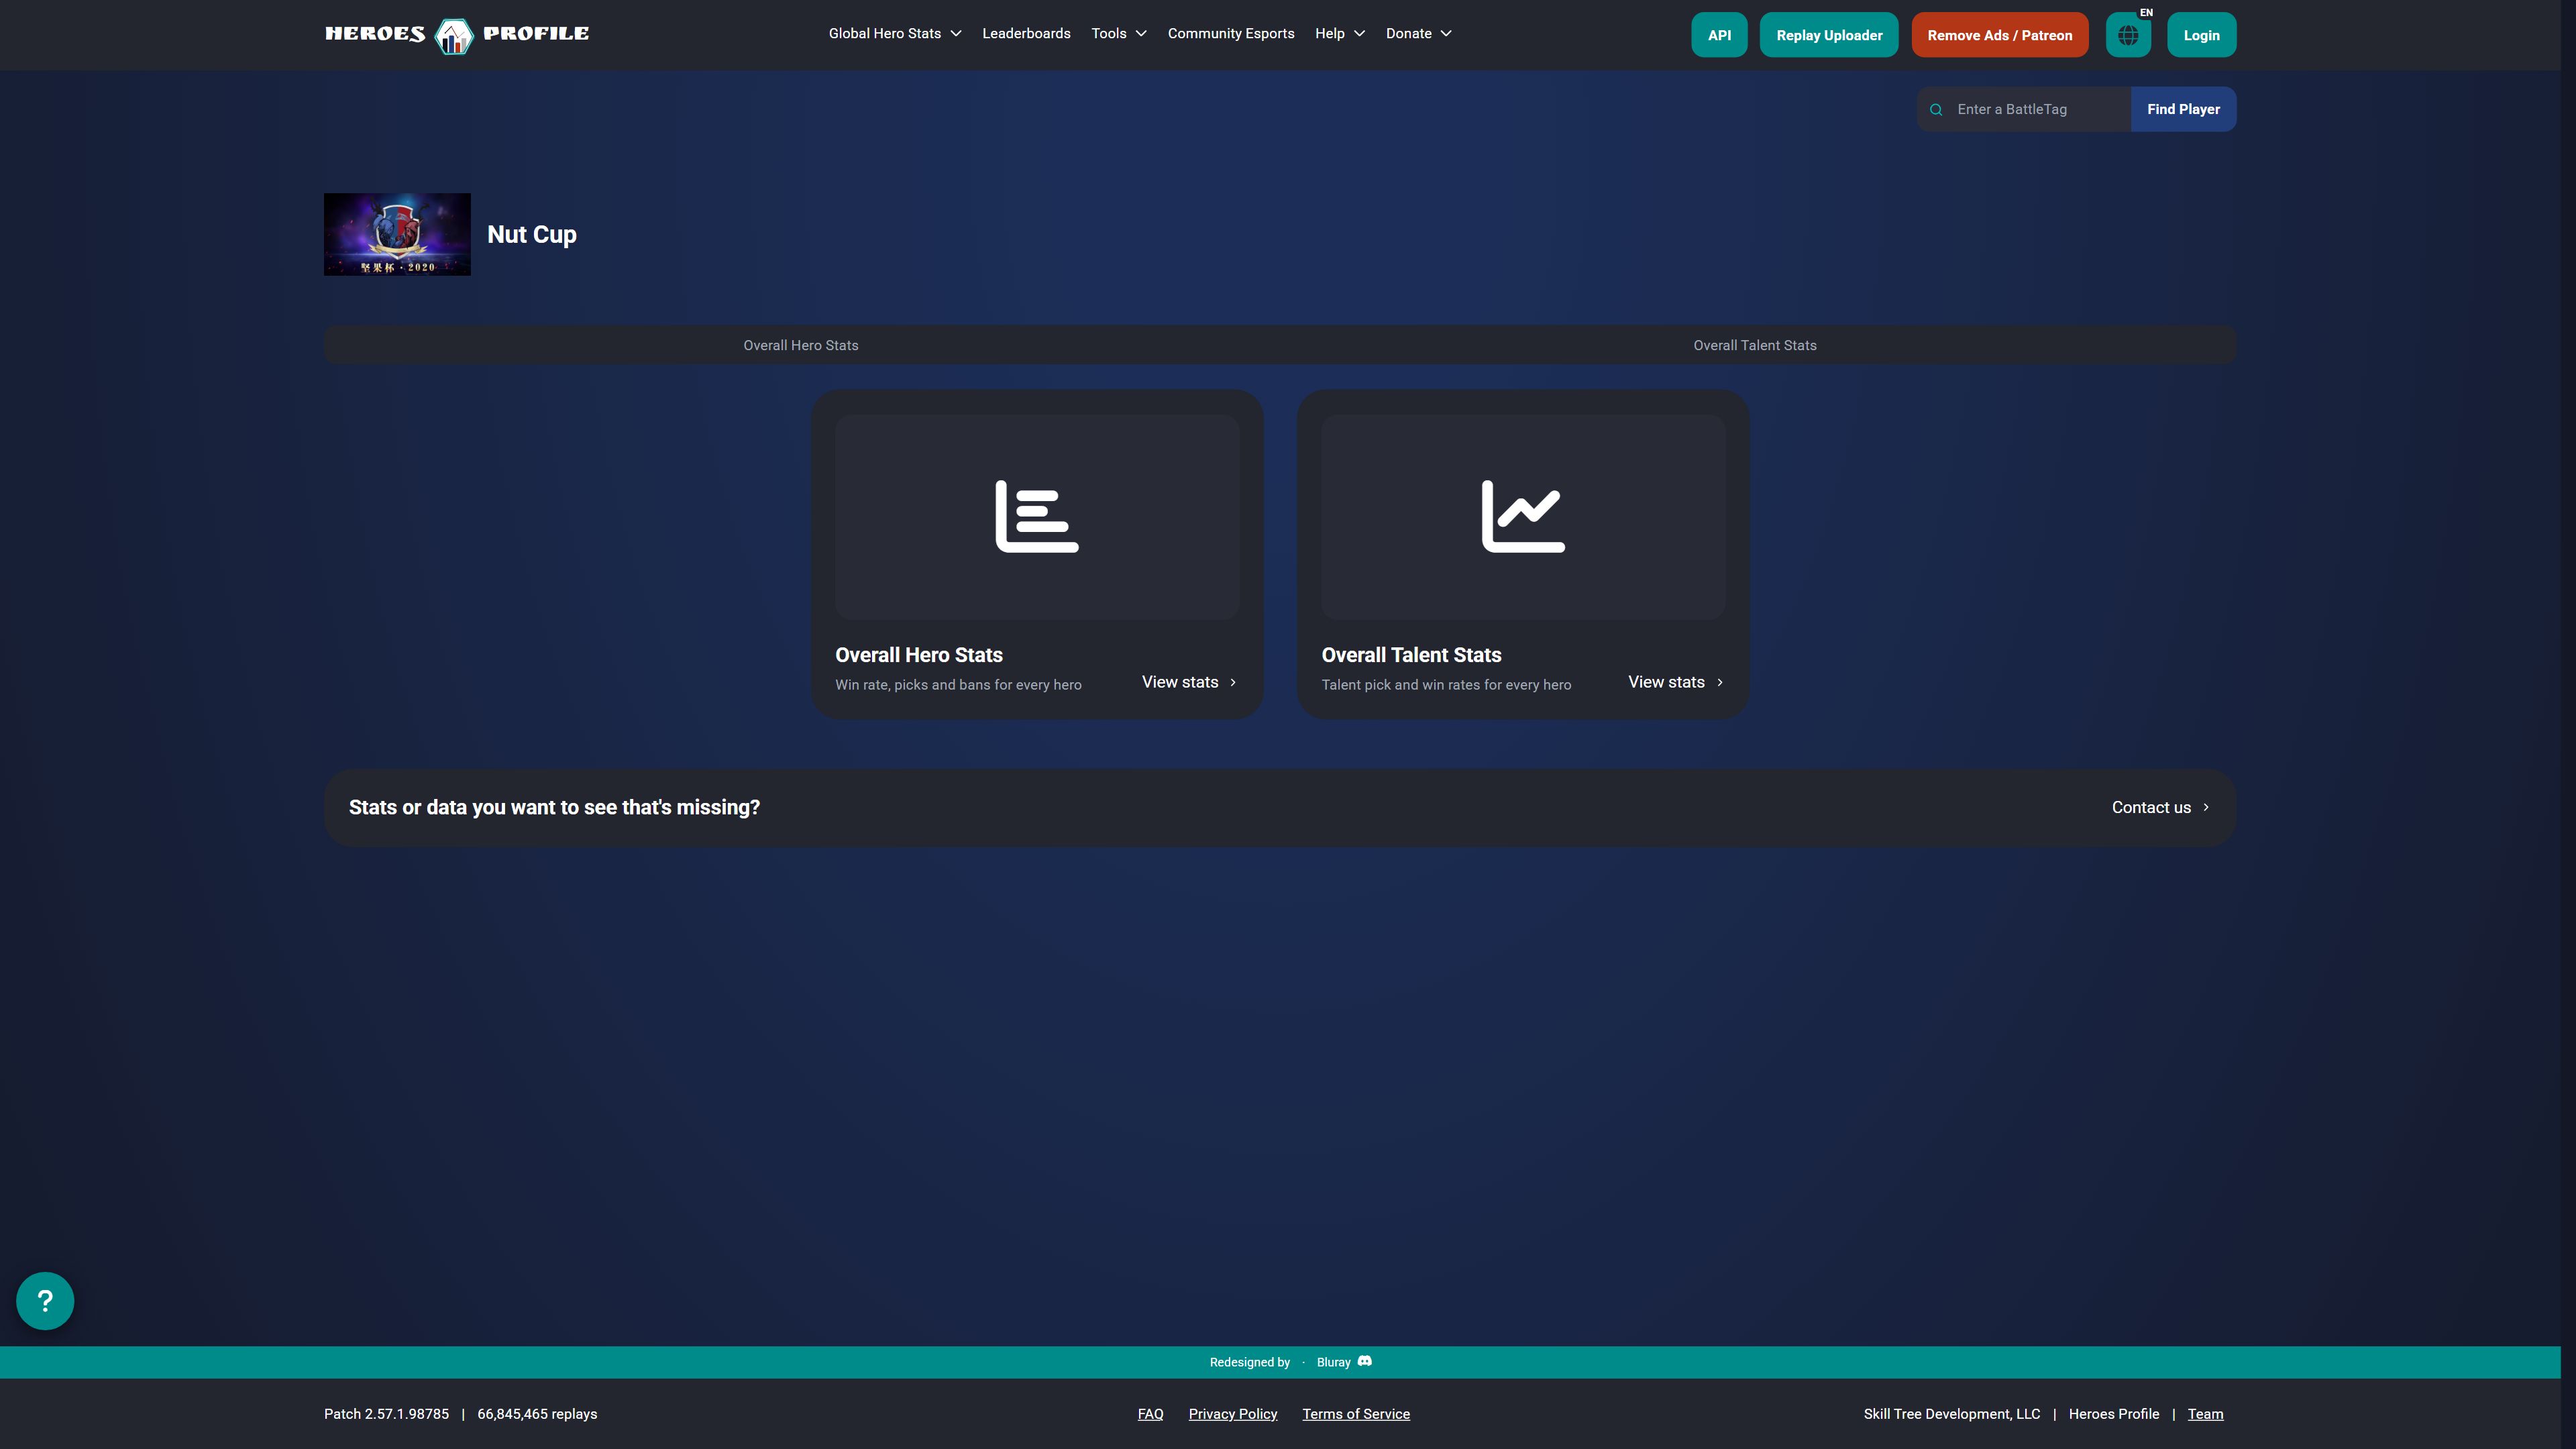 HEROES PROFILE
Global Hero Stats
Leaderboards
Tools
Community Esports
Help
Donate
API
Replay Uploader
Remove Ads / Patreon
EN
Login
Enter a BattleTag
Find Player
坚果杯·2020
Nut Cup
Overall Hero Stats
Overall Talent Stats
Overall Hero Stats
Win rate, picks and bans for every hero
View stats
Overall Talent Stats
Talent pick and win rates for every hero
View stats
Stats or data you want to see that's missing?
Contact us
?
Redesigned by · Bluray
Patch 2.57.1.98785 | 66,845,465 replays
FAQ
Privacy Policy
Terms of Service
Skill Tree Development, LLC | Heroes Profile | Team